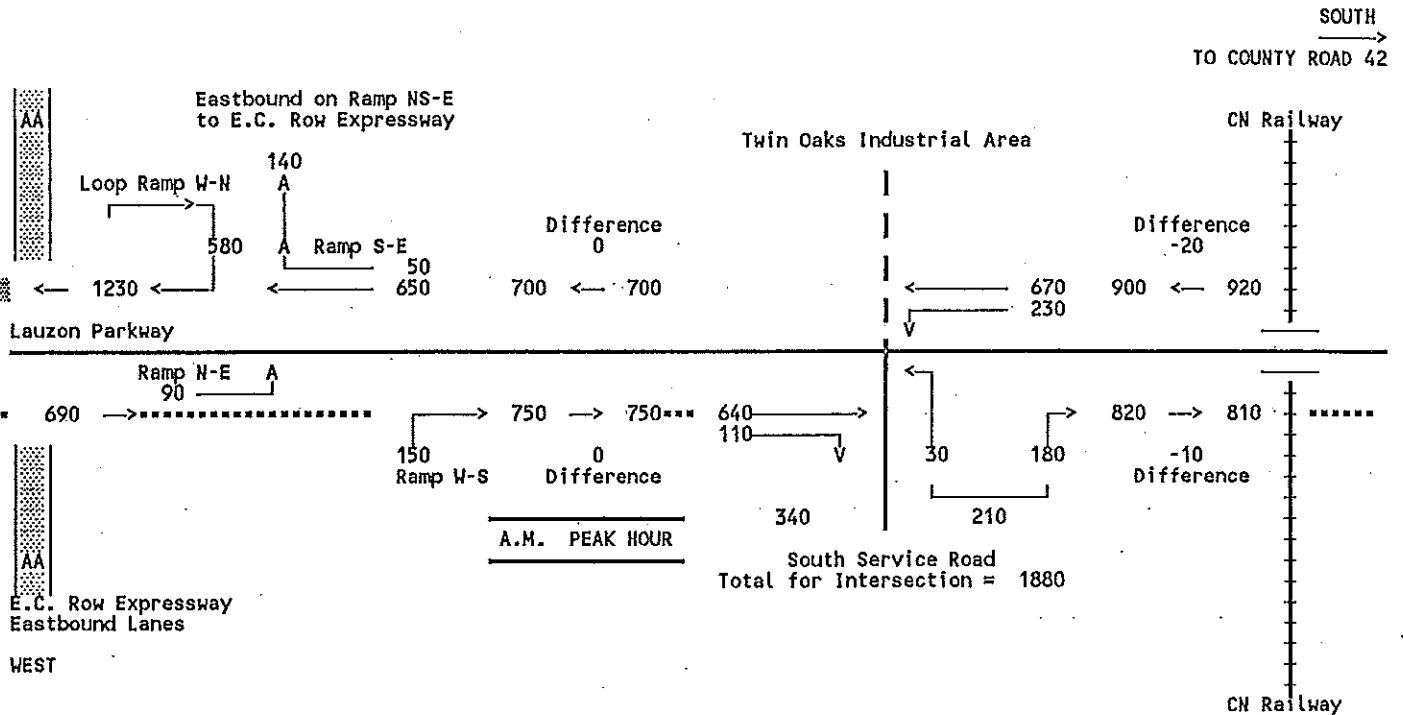 SOUTH
TO COUNTY ROAD 42
Eastbound on Ramp NS-E
to E.C. Row Expressway
CN Railway
AA
Twin Oaks Industrial Area
140
A
Loop Ramp W-N
Difference
0
Difference
-20
580
A
Ramp S-E
50
1230
650
700
700
670
900
920
230
V
Lauzon Parkway
Ramp N-E
A
90
690
750
750
640
820
810
110
V
150
0
30
180
-10
Ramp W-S
Difference
Difference
340
210
A.M. PEAK HOUR
AA
South Service Road
Total for Intersection = 1880
E.C. Row Expressway
Eastbound Lanes
WEST
CN Railway